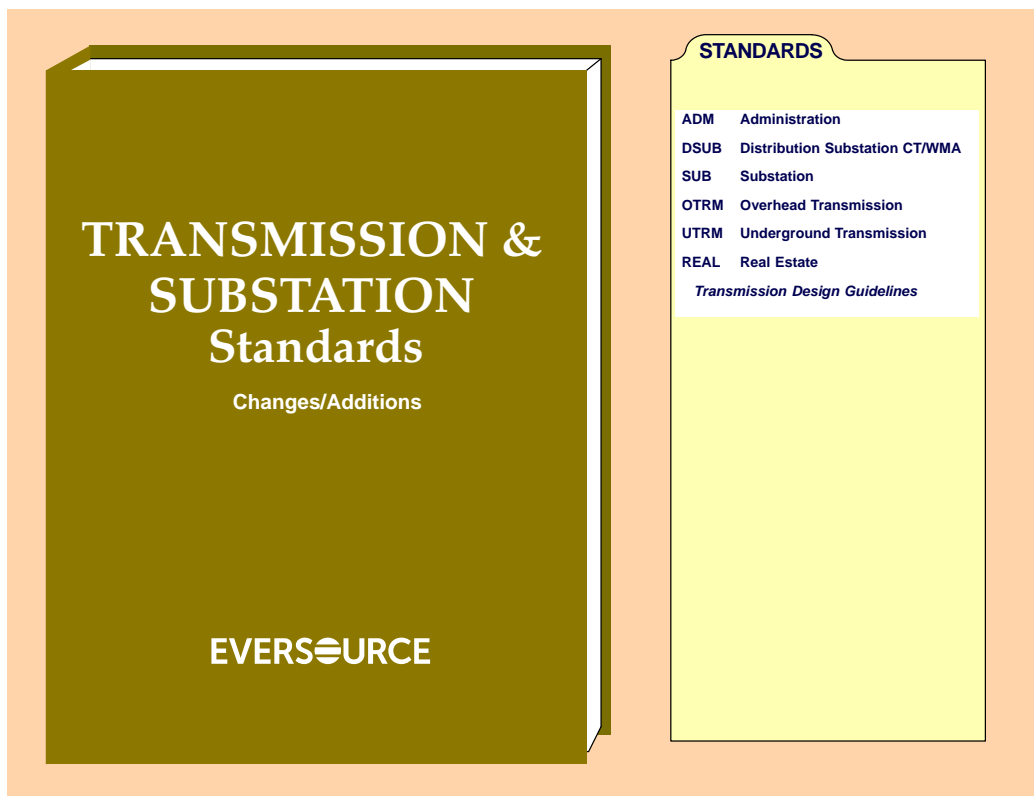 TRANSMISSION &
SUBSTATION
Standards
Changes/Additions
EVERSOURCE
STANDARDS
ADM Administration
DSUB Distribution Substation CT/WMA
SUB Substation
OTRM Overhead Transmission
UTRM Underground Transmission
REAL Real Estate
Transmission Design Guidelines